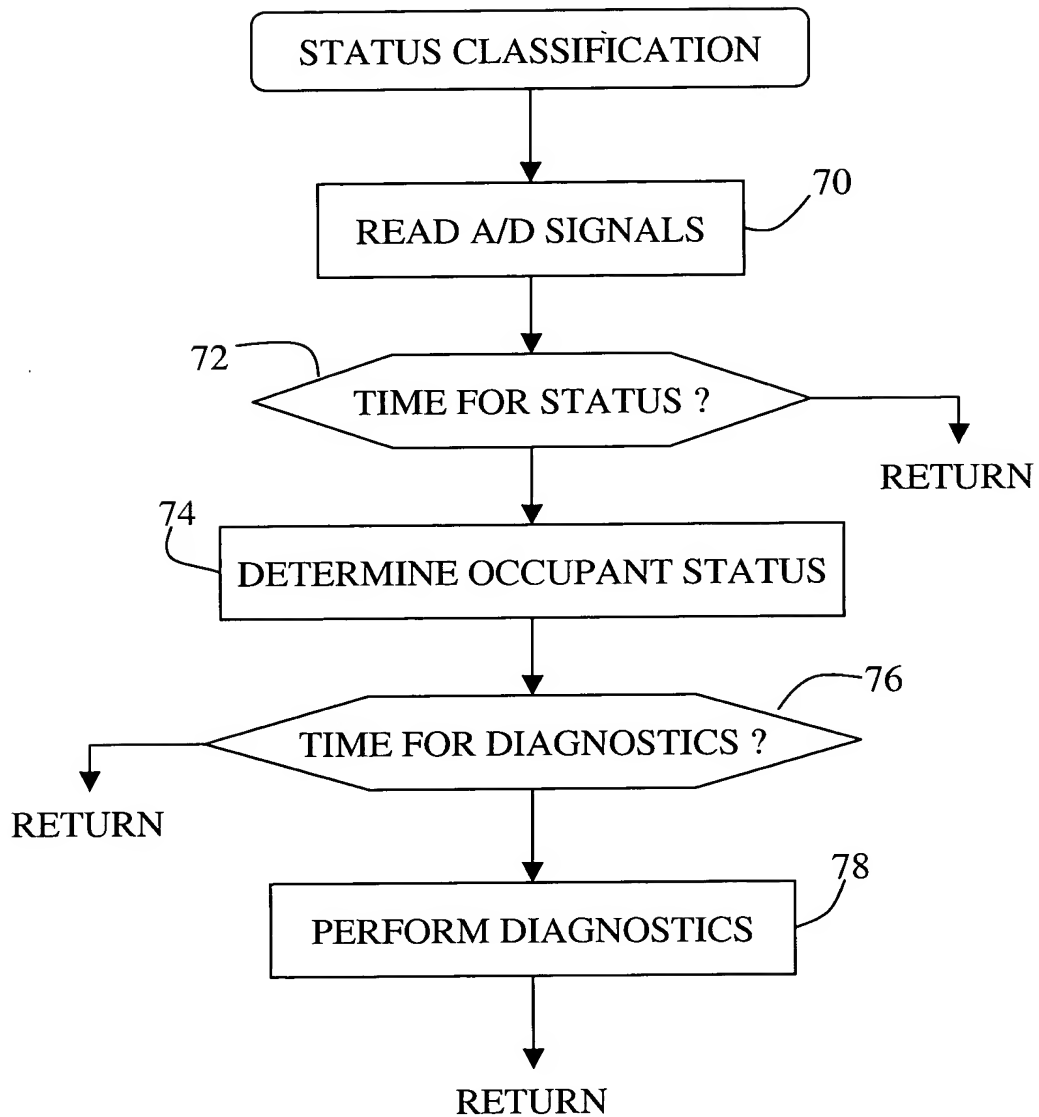 STATUS CLASSIFICATION
70
READ A/D SIGNALS
72
TIME FOR STATUS ?
RETURN
74
DETERMINE OCCUPANT STATUS
76
TIME FOR DIAGNOSTICS ?
RETURN
78
PERFORM DIAGNOSTICS
RETURN